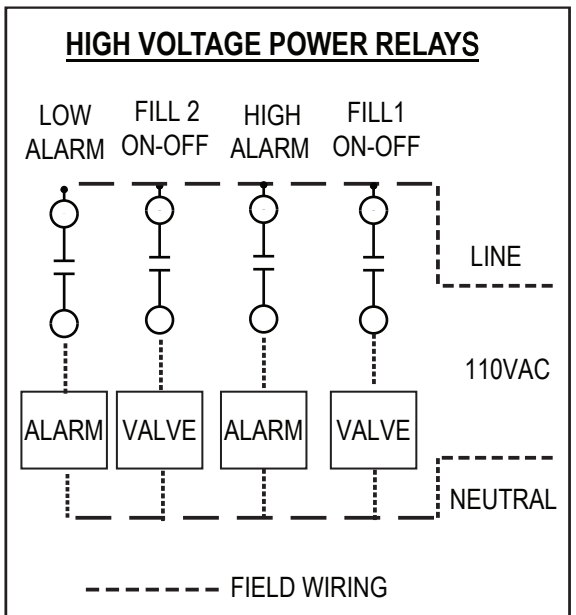 HIGH VOLTAGE POWER RELAYS
LOW ALARM
FILL 2 ON-OFF
HIGH ALARM
FILL1 ON-OFF
LINE
110VAC
ALARM
VALVE
ALARM
VALVE
NEUTRAL
FIELD WIRING